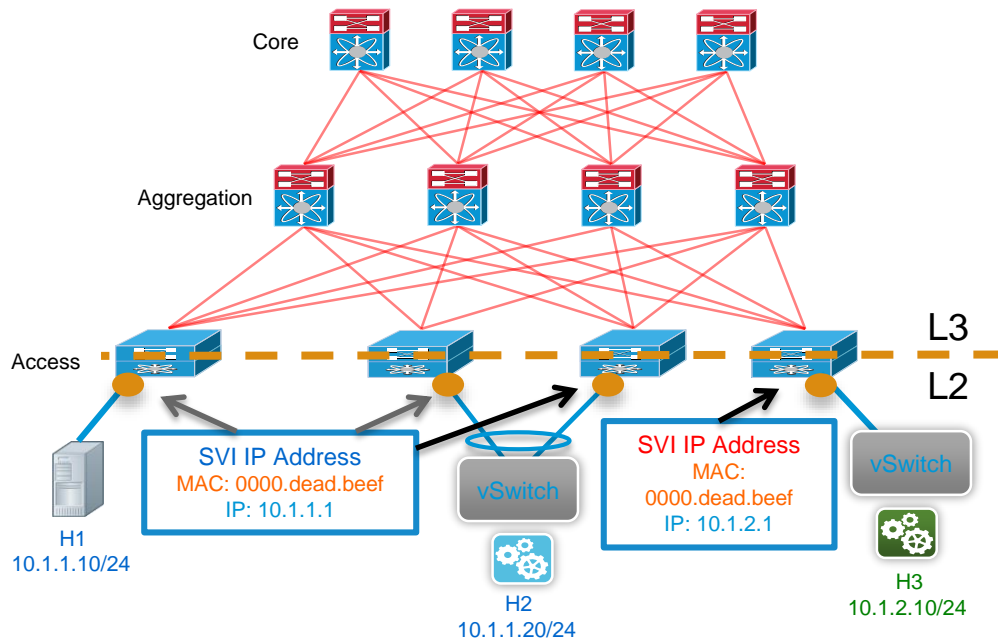 Core
Aggregation
Access
L3
L2
SVI IP Address
MAC: 0000.dead.beef
IP: 10.1.1.1
SVI IP Address
MAC:
0000.dead.beef
IP: 10.1.2.1
vSwitch
vSwitch
H1
10.1.1.10/24
H2
10.1.1.20/24
H3
10.1.2.10/24